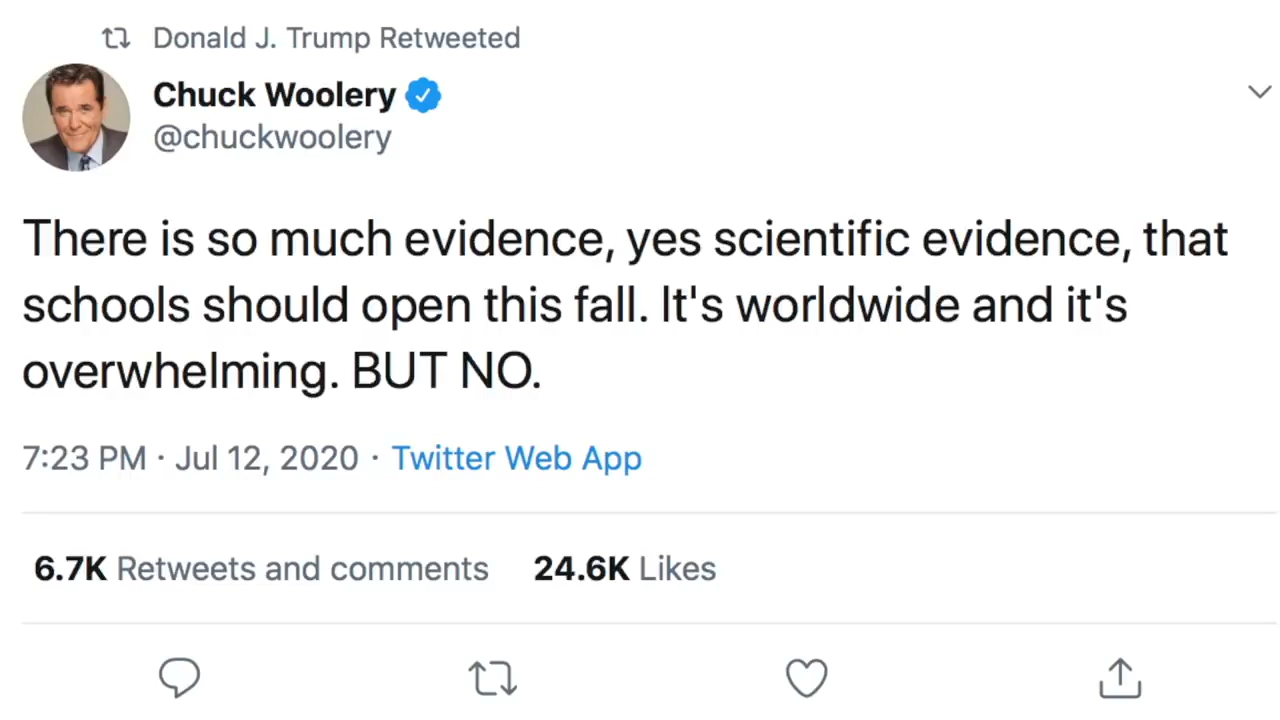 Donald J. Trump Retweeted
Chuck Woolery
@chuckwoolery
There is so much evidence, yes scientific evidence, that
schools should open this fall. It's worldwide and it's
overwhelming. BUT NO.
7:23 PM · Jul 12, 2020 · Twitter Web App
6.7K Retweets and comments 24.6K Likes